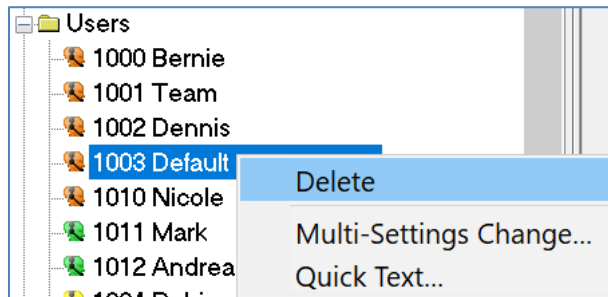 Users
1000 Bernie
1001 Team
1002 Dennis
1003 Default
Delete
1010 Nicole
Multi-Settings Change...
1011 Mark
1012 Andrea
Quick Text...